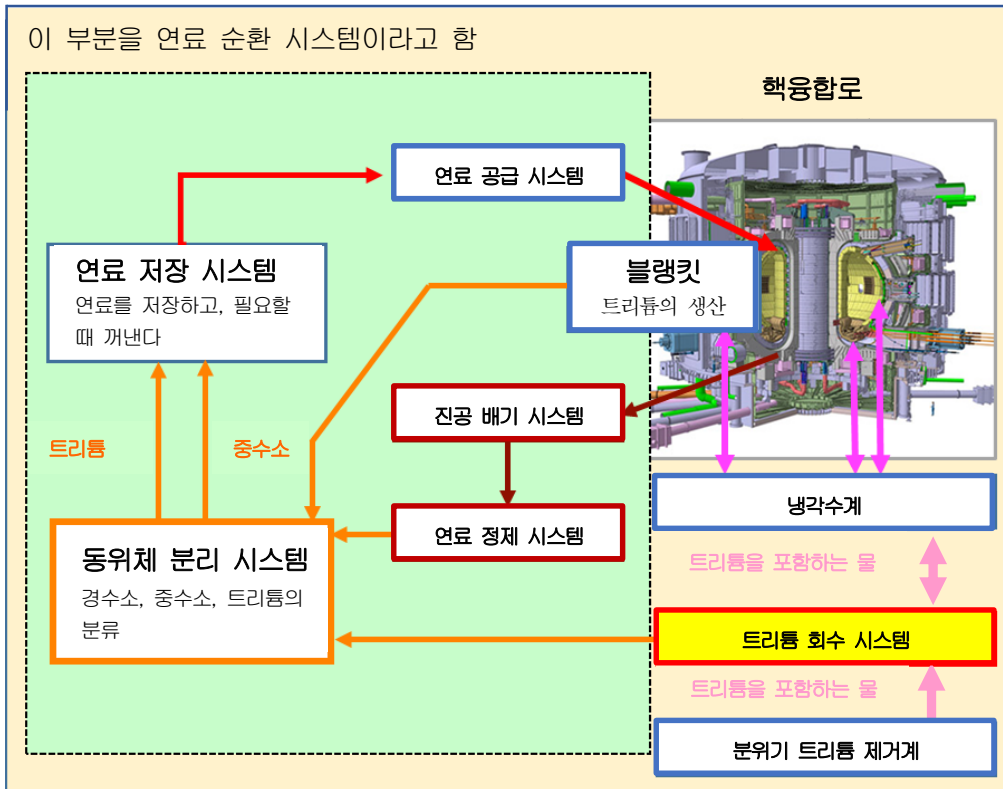 이 부분을 연료 순환 시스템이라고 함
핵융합로
연료 공급 시스템
연료 저장 시스템
연료를 저장하고, 필요할
때 꺼낸다
블랭킷
트리튬의 생산
진공 배기 시스템
트리튬
중수소
냉각수계
연료 정제 시스템
동위체 분리 시스템
경수소, 중수소, 트리튬의
분류
트리튬을 포함하는 물
트리튬 회수 시스템
트리튬을 포함하는 물
분위기 트리튬 제거계